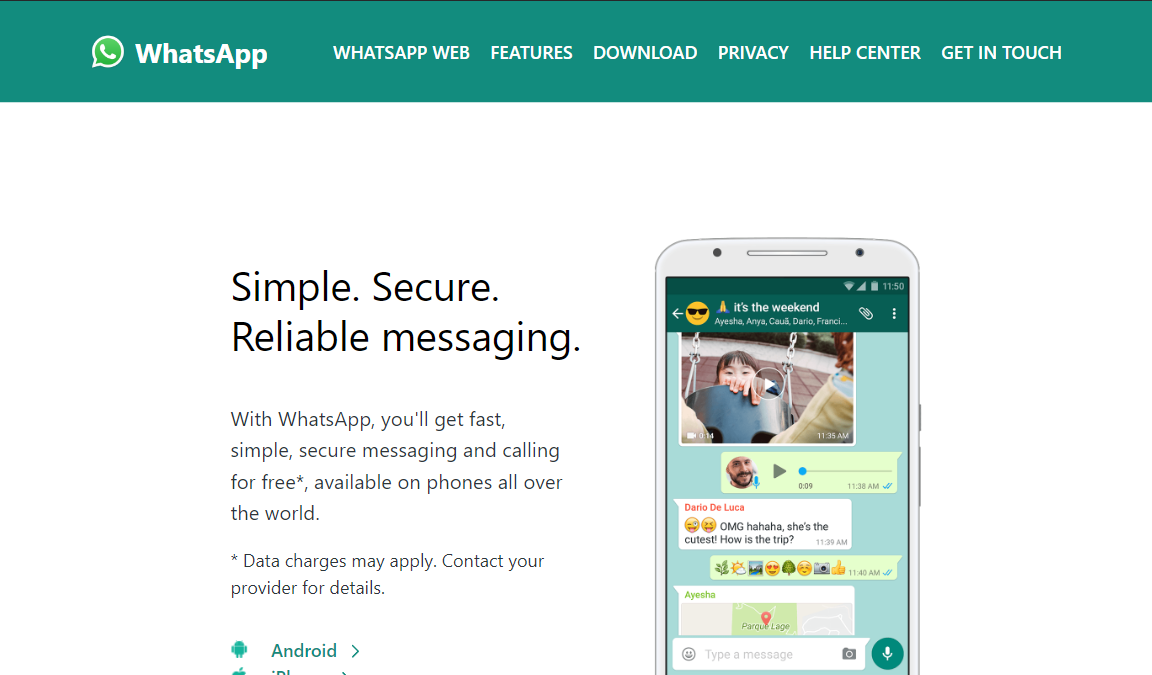 WhatsApp
WHATSAPP WEB FEATURES DOWNLOAD PRIVACY HELP CENTER GET IN TOUCH
Simple. Secure.
Reliable messaging.
With WhatsApp, you'll get fast,
simple, secure messaging and calling
for free*, available on phones all over
the world.
* Data charges may apply. Contact your
provider for details.
Android
iPhone
11:50
it's the weekend
Ayesha, Anya, Cauã, Dario, Franci...
0:14
11:35 AM
0:09
11:38 AM
Dario De Luca
OMG hahaha, she's the
cutest! How is the trip?
11:39 AM
11:40 AM
Ayesha
Parque Lage
Type a message